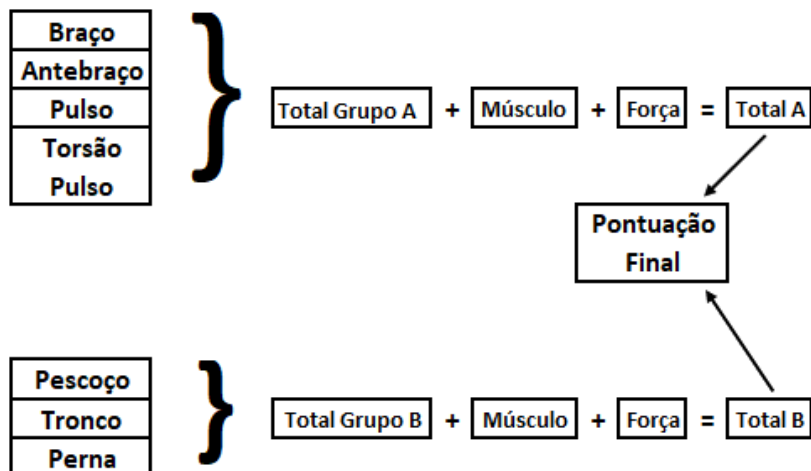 Braço
Antebraço
Pulso
Torsão
Pulso
Total Grupo A + Músculo + Força = Total A
Pontuação
Final
Pescoço
Tronco
Perna
Total Grupo B + Músculo + Força = Total B